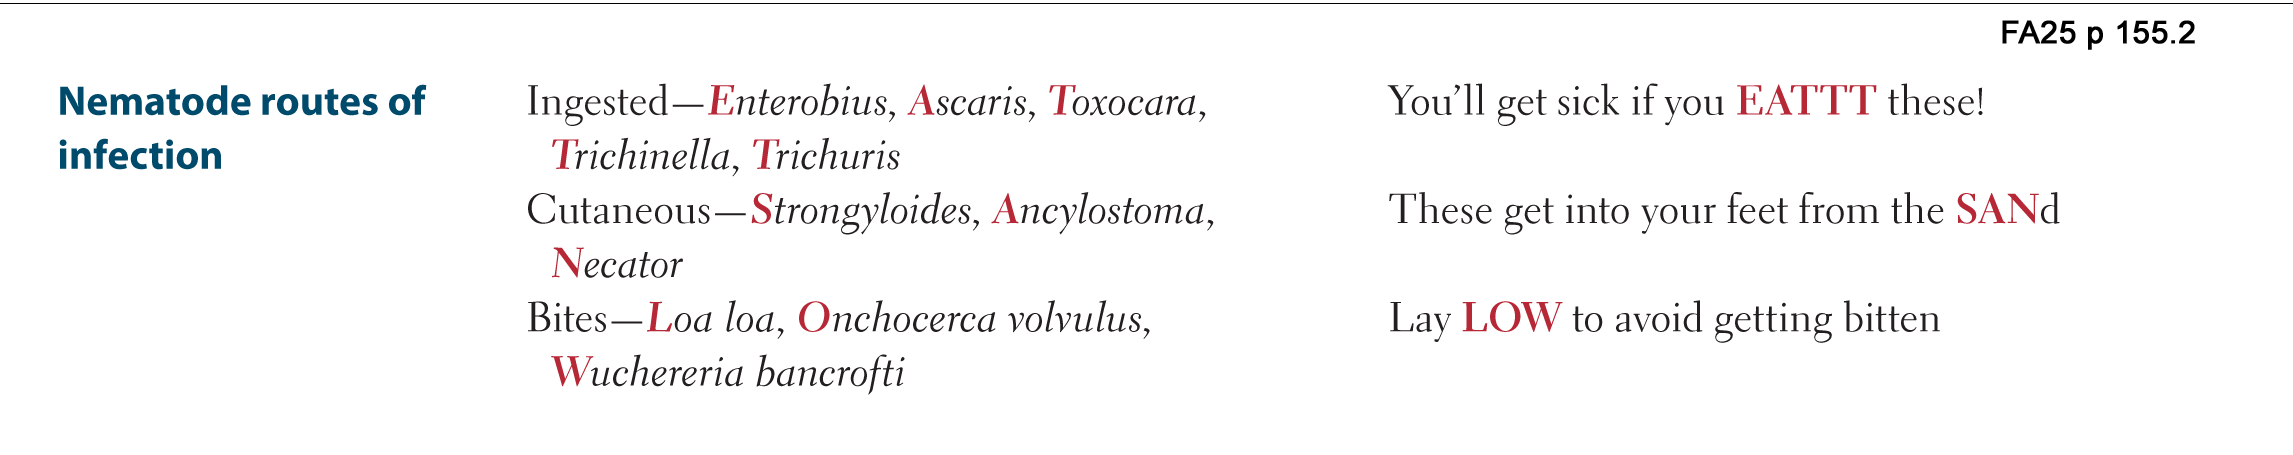 FA25 p 155.2
Nematode routes of
infection
Ingested—Enterobius, Ascaris, Toxocara,
Trichinella, Trichuris
You’ll get sick if you EATTT these!
Cutaneous—Strongyloides, Ancylostoma,
Necator
These get into your feet from the SANd
Bites—Loa loa, Onchocerca volvulus,
Wuchereria bancrofti
Lay LOW to avoid getting bitten